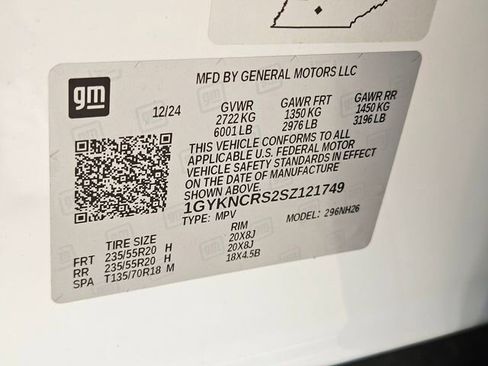 gm
MFD BY GENERAL MOTORS LLC
12/24
GVWR GAWR FRT GAWR RR
2722 KG 1350 KG 1450 KG
6001 LB 2976 LB 3196 LB
THIS VEHICLE CONFORMS TO ALL
APPLICABLE U.S. FEDERAL MOTOR
VEHICLE SAFETY STANDARDS IN EFFECT
ON THE DATE OF MANUFACTURE
SHOWN ABOVE.
1GYKNCRS2SZ121749
TYPE: MPV MODEL: 296NH26
TIRE SIZE RIM
FRT 235/55R20 H 20X8J
RR 235/55R20 H 20X8J
SPA T135/70R18 M 18X4.5B